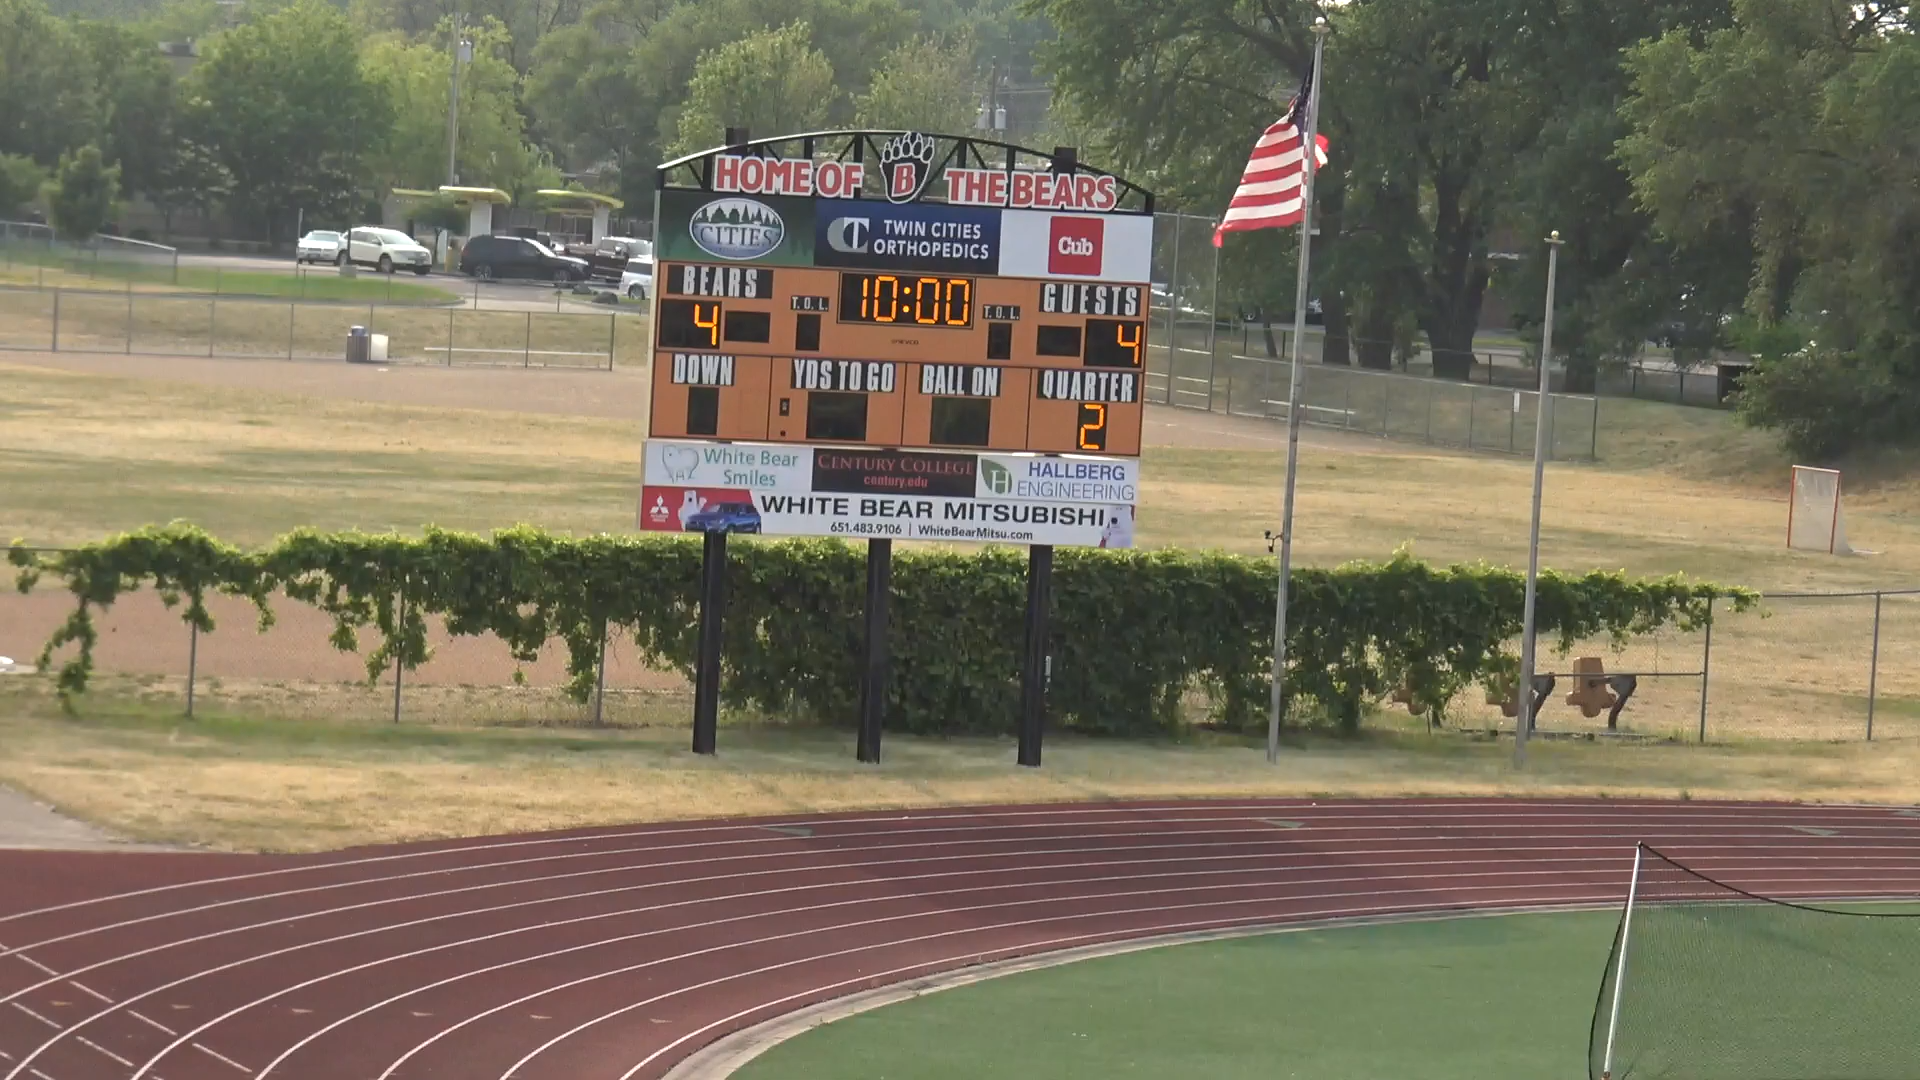 HOME OF B THE BEARS
CITIES
TWIN CITIES
ORTHOPEDICS
Cub
BEARS
T.O.L.
10:00
T.O.L.
GUESTS
4
4
DOWN
YDS TO GO
BALL ON
QUARTER
2
White Bear
Smiles
CENTURY COLLEGE
century.edu
H
HALLBERG
ENGINEERING
WHITE BEAR MITSUBISHI
651.483.9106 | WhiteBearMitsu.com